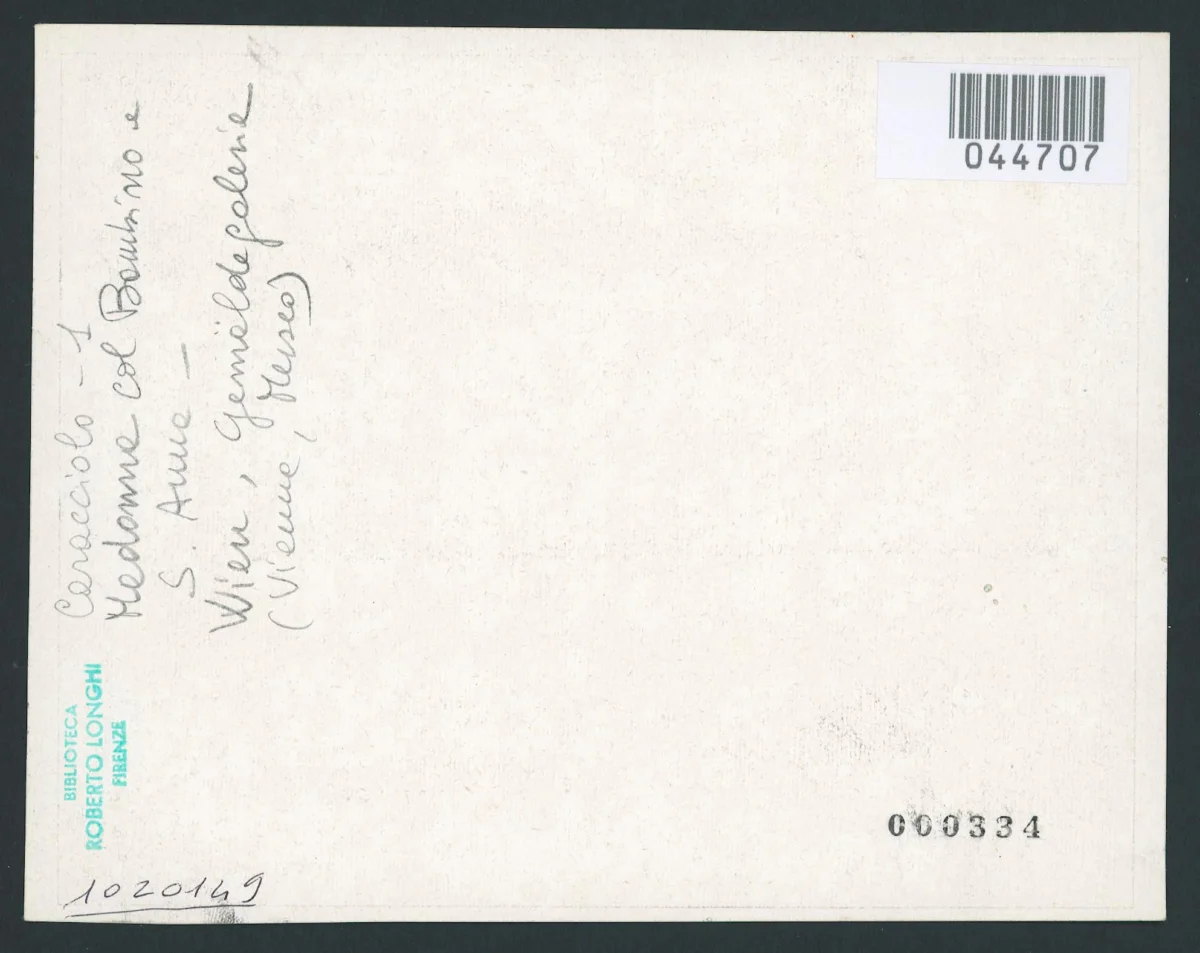 Caracciolo - 1
Madonna col Bambino e
S. Anna -
Wien, Gemäldegalerie
(Vienna, Museo)
BIBLIOTECA
ROBERTO LONGHI
FIRENZE
1020149
044707
000334